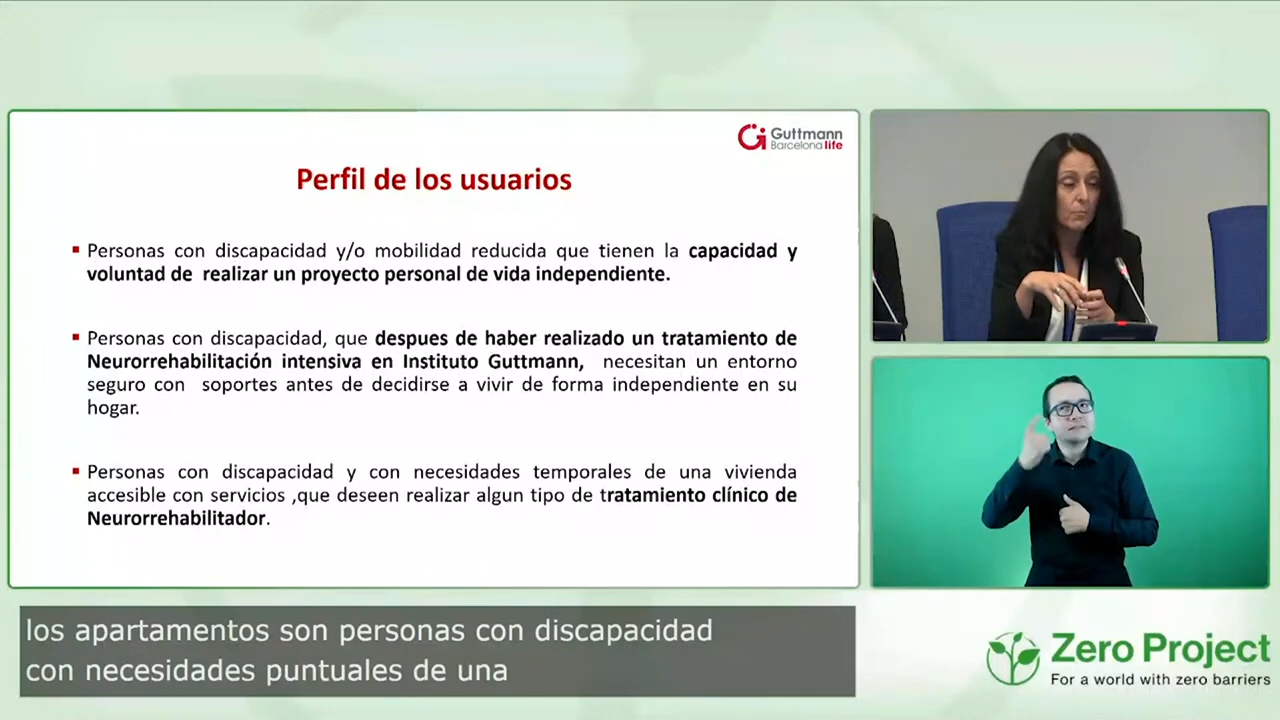 Guttmann
Barcelona life
Perfil de los usuarios
Personas con discapacidad y/o mobilidad reducida que tienen la capacidad y
voluntad de realizar un proyecto personal de vida independiente.
Personas con discapacidad, que despues de haber realizado un tratamiento de
Neurorrehabilitación intensiva en Instituto Guttmann, necesitan un entorno
seguro con soportes antes de decidirse a vivir de forma independiente en su
hogar.
Personas con discapacidad y con necesidades temporales de una vivienda
accesible con servicios ,que deseen realizar algun tipo de tratamiento clínico de
Neurorrehabilitador.
los apartamentos son personas con discapacidad
con necesidades puntuales de una
Zero Project
For a world with zero barriers